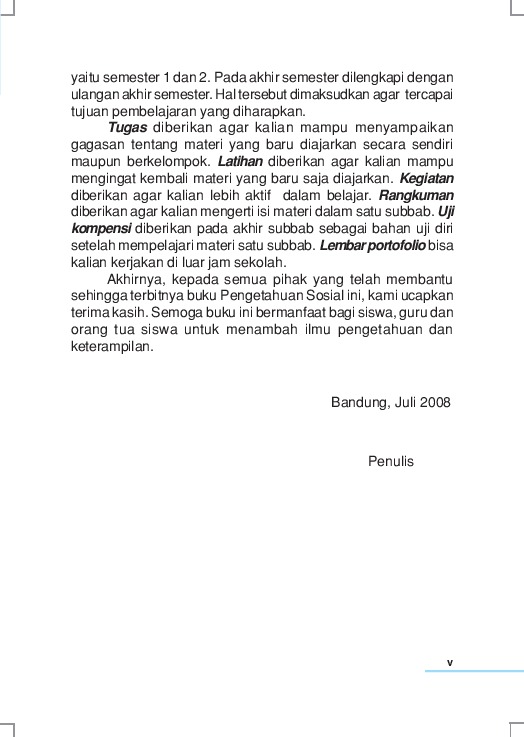 yaitu semester 1 dan 2. Pada akhir semester dilengkapi dengan
ulangan akhir semester. Hal tersebut dimaksudkan agar tercapai
tujuan pembelajaran yang diharapkan.
Tugas diberikan agar kalian mampu menyampaikan
gagasan tentang materi yang baru diajarkan secara sendiri
maupun berkelompok. Latihan diberikan agar kalian mampu
mengingat kembali materi yang baru saja diajarkan. Kegiatan
diberikan agar kalian lebih aktif dalam belajar. Rangkuman
diberikan agar kalian mengerti isi materi dalam satu subbab. Uji
kompensi diberikan pada akhir subbab sebagai bahan uji diri
setelah mempelajari materi satu subbab. Lembar portofolio bisa
kalian kerjakan di luar jam sekolah.
Akhirnya, kepada semua pihak yang telah membantu
sehingga terbitnya buku Pengetahuan Sosial ini, kami ucapkan
terima kasih. Semoga buku ini bermanfaat bagi siswa, guru dan
orang tua siswa untuk menambah ilmu pengetahuan dan
keterampilan.
Bandung, Juli 2008
Penulis
v